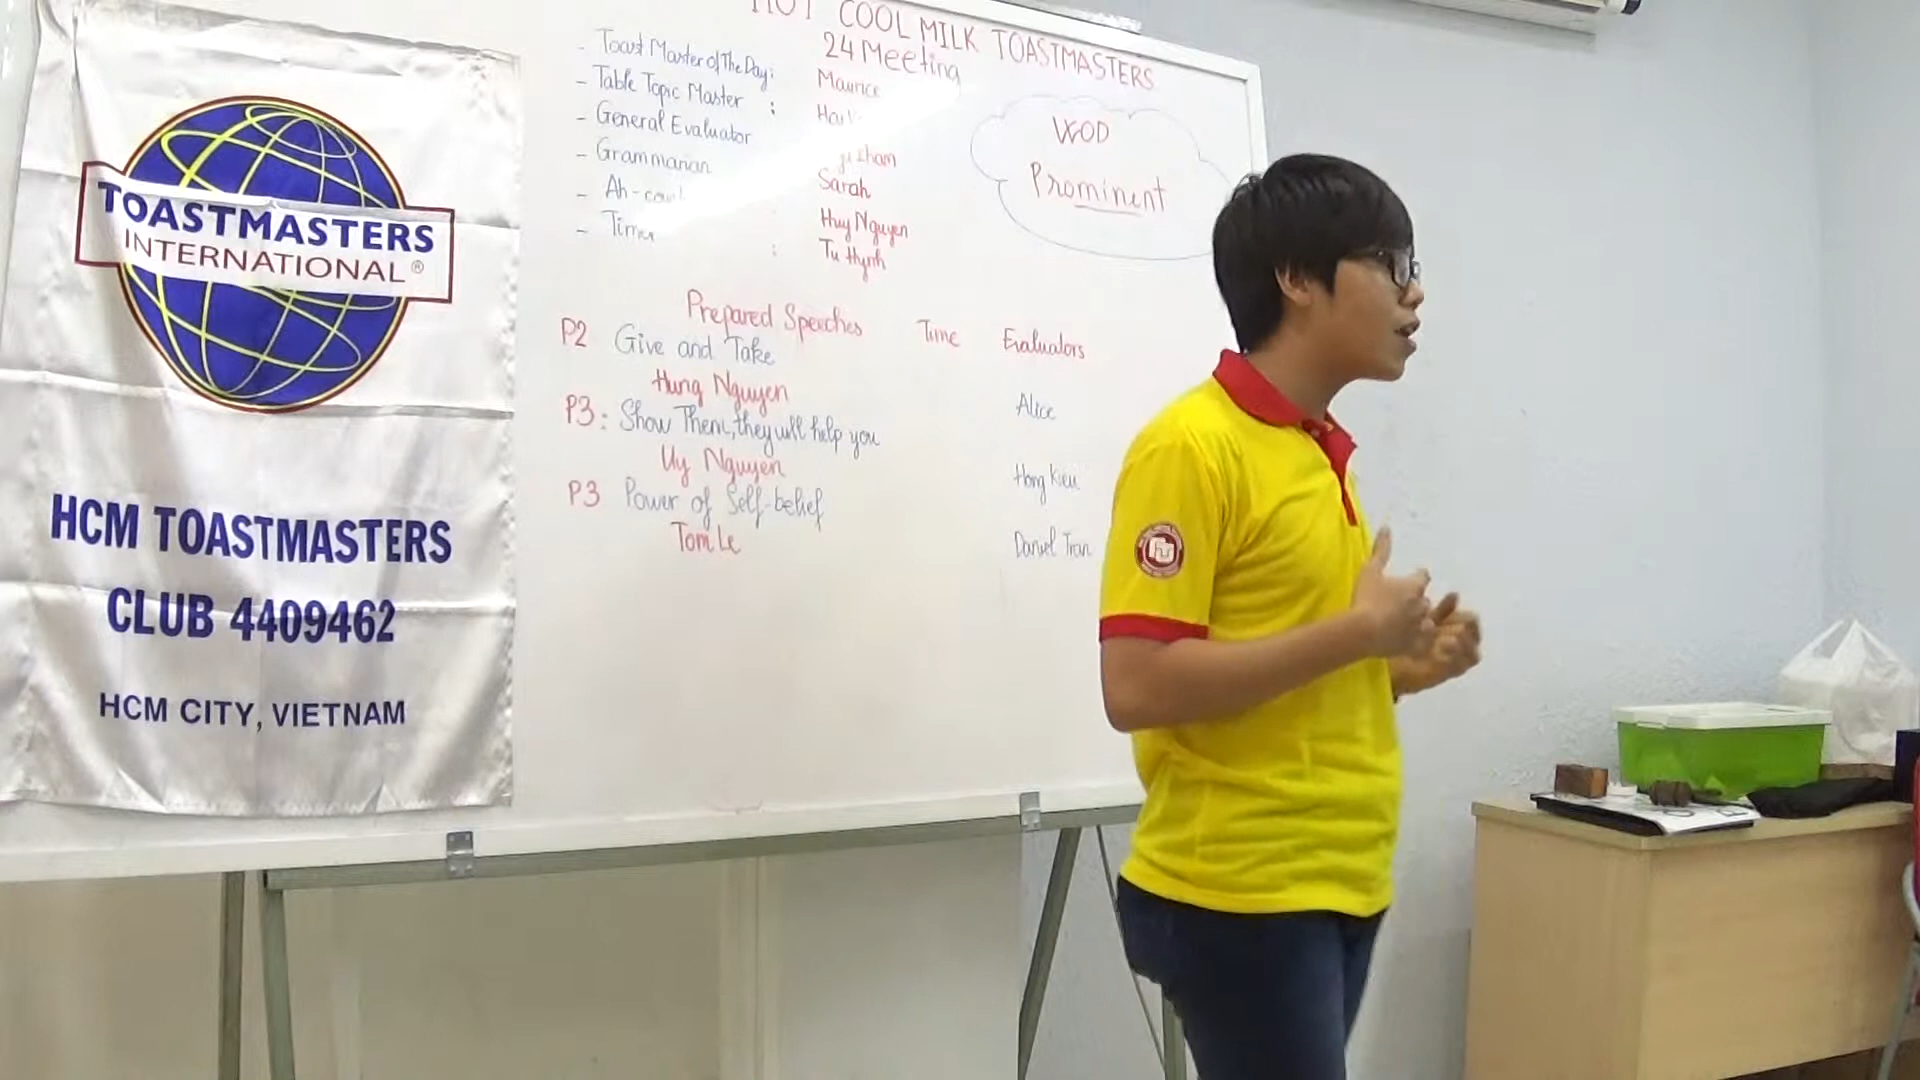 TOASTMASTERS
INTERNATIONAL®
HCM TOASTMASTERS
CLUB 4409462
HCM CITY, VIETNAM
HOT COOL MILK TOASTMASTERS
24 Meeting
- Toast Master of The Day: Maurice
- Table Topic Master :
- General Evaluator
- Grammarian Sarah
- Ah- Huy Nguyen
- Timer : Tu Hynh
WOD
Prominent
Prepared Speeches Time Evaluators
P2 Give and Take
Hung Nguyen Alice
P3: Show Them, they will help you
Uy Nguyen Hong Kieu
P3 Power of Self-belief
Tom Le Daniel Tran